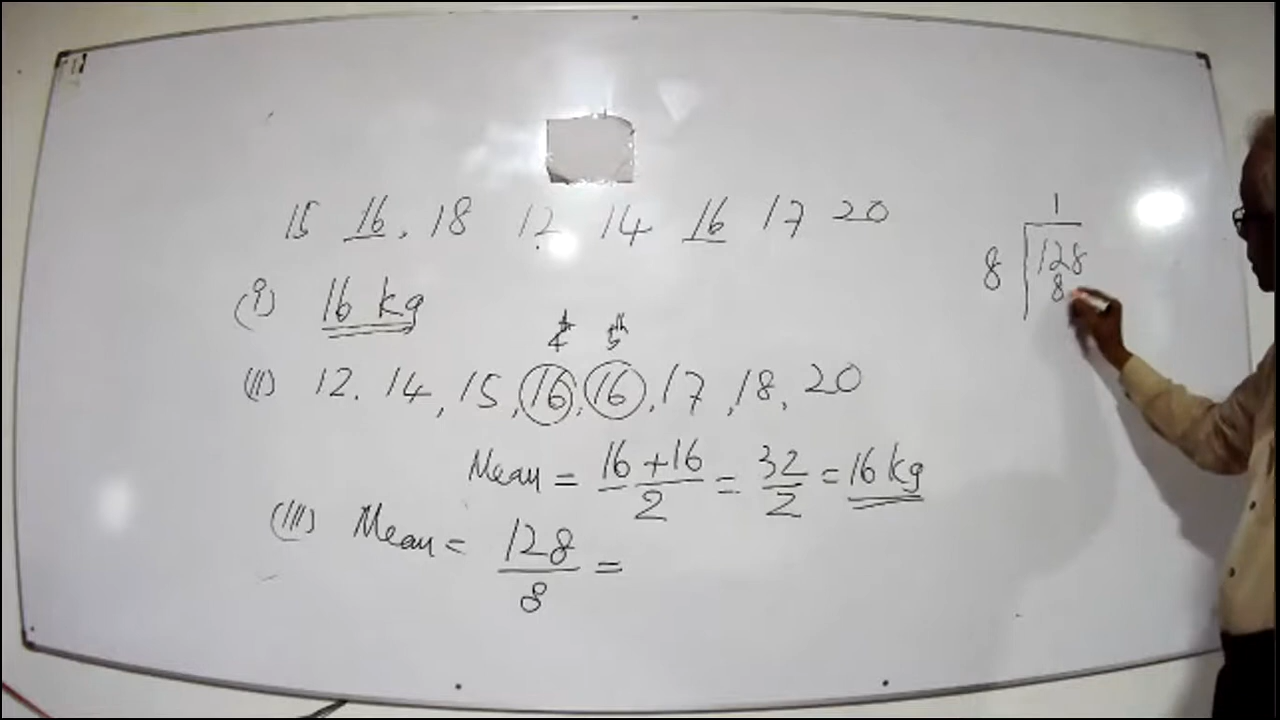 15 16, 18 12 14 16 17 20
(i) 16 kg
4th 5th
(ii) 12, 14, 15, 16, 16, 17, 18, 20
Mean = 16 + 16 / 2 = 32 / 2 = 16 kg
(iii) Mean = 128 / 8 =
1
8 128
8